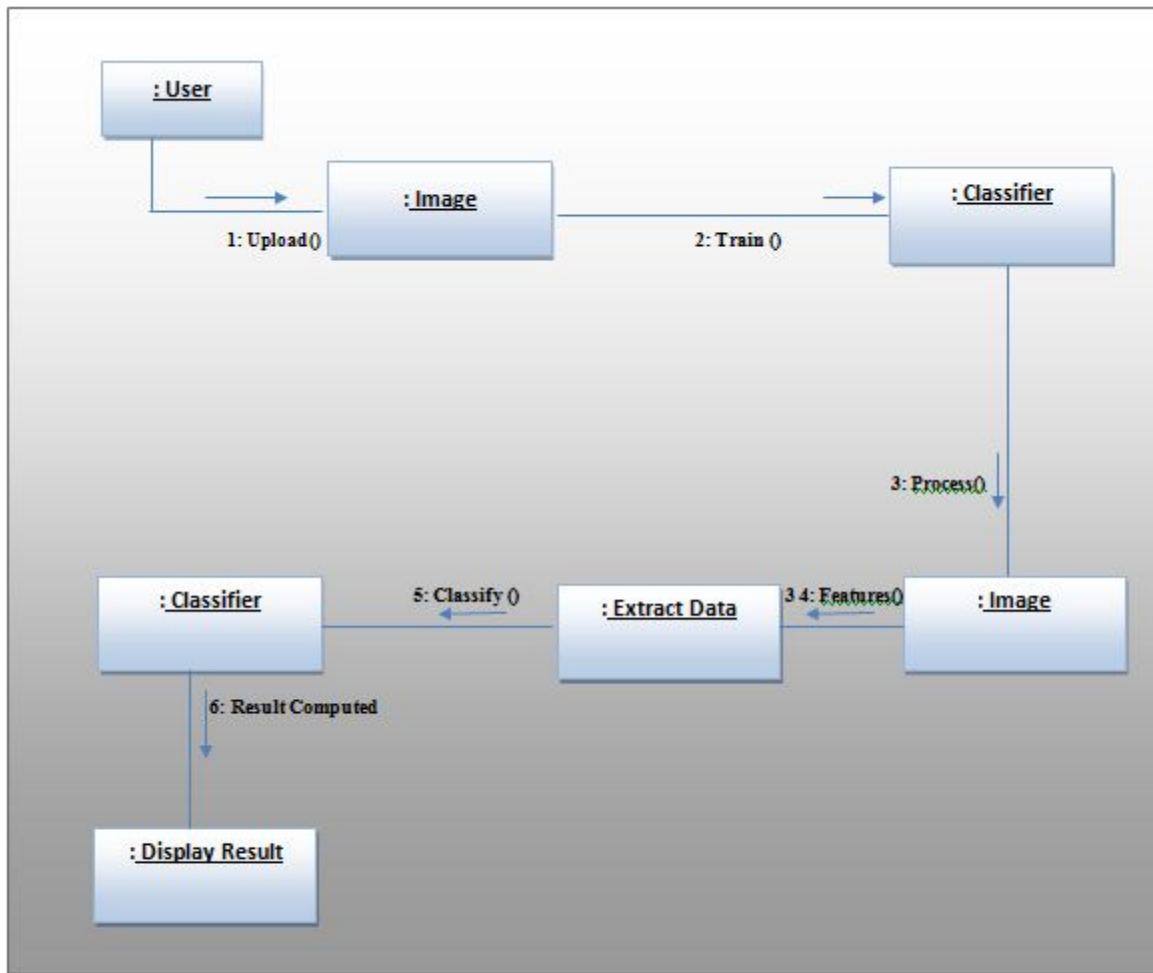 : User
: Image
: Classifier
1: Upload()
2: Train ()
3: Process()
: Classifier
5: Classify ()
: Extract Data
3 4: Features()
: Image
6: Result Computed
: Display Result